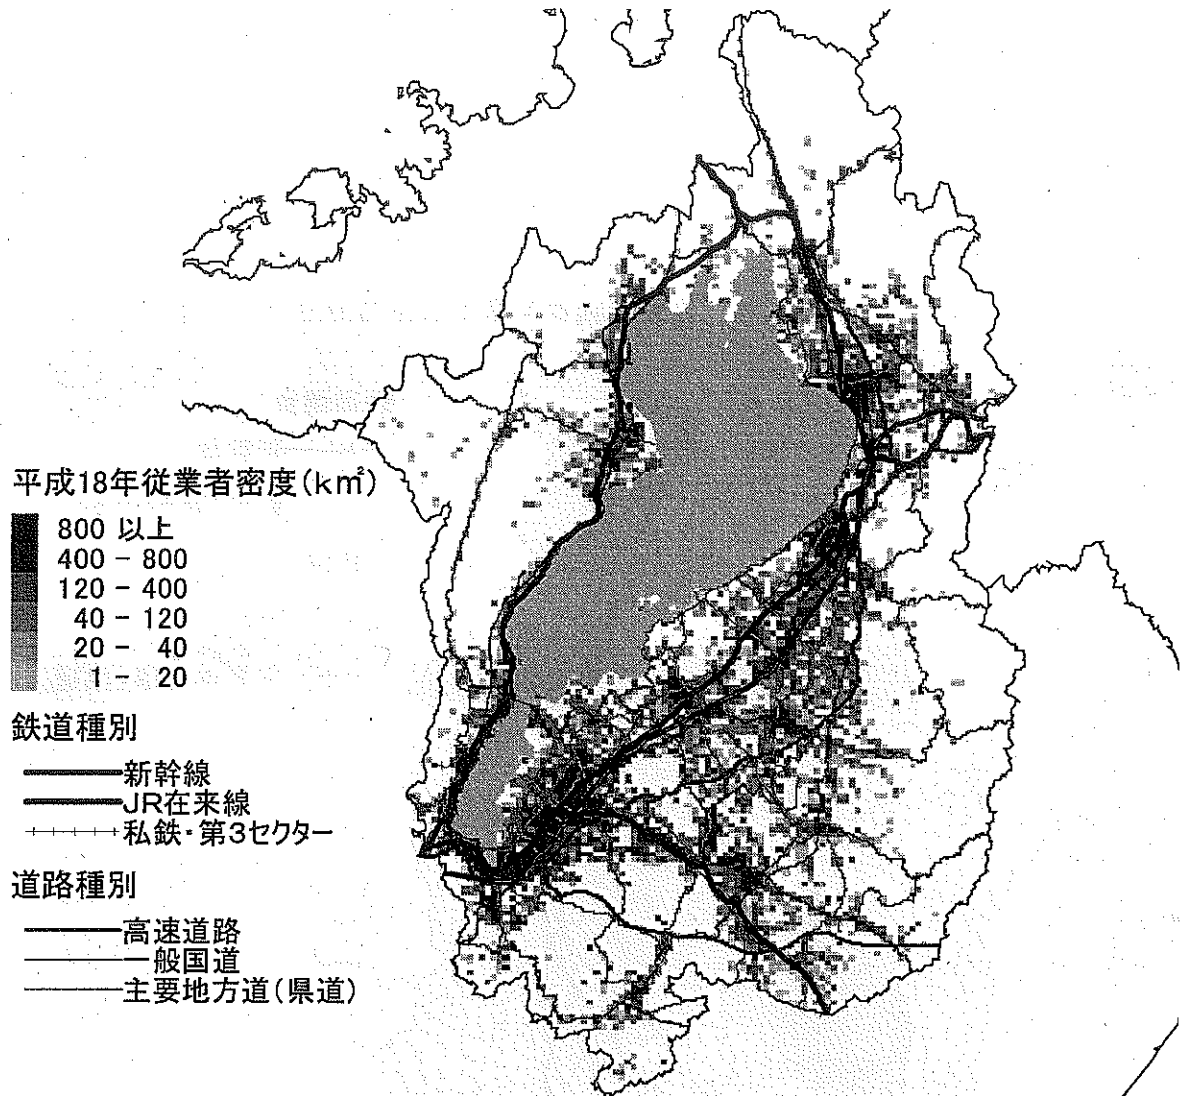 平成18年従業者密度(k㎡)
800 以上
400 - 800
120 - 400
40 - 120
20 - 40
1 - 20
鉄道種別
新幹線
JR在来線
私鉄・第3セクター
道路種別
高速道路
一般国道
主要地方道(県道)